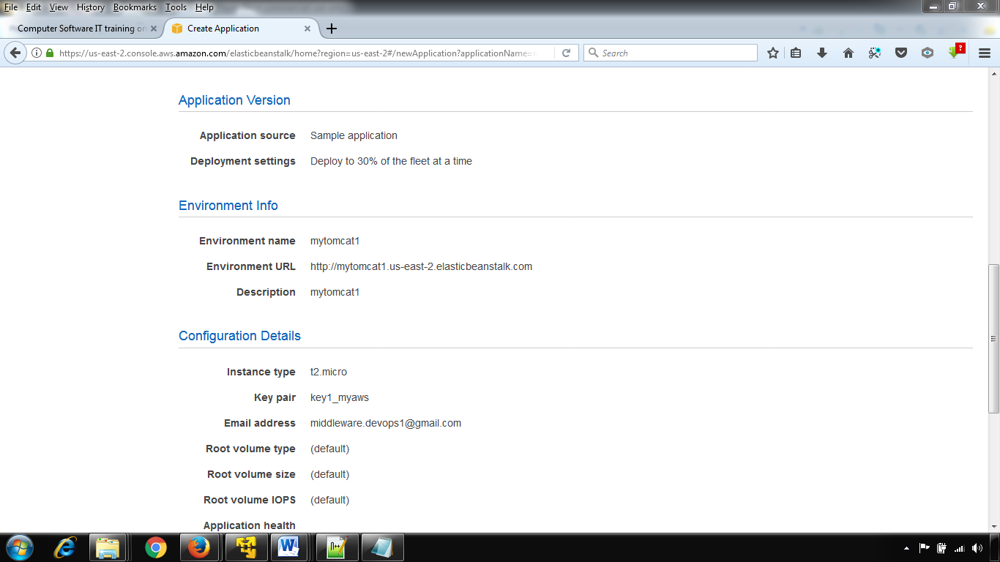 File Edit View History Bookmarks Tools Help
Computer Software IT training on
Create Application
https://us-east-2.console.aws.amazon.com/elasticbeanstalk/home?region=us-east-2#/newApplication?applicationName=
Search
?
Application Version
Application source Sample application
Deployment settings Deploy to 30% of the fleet at a time
Environment Info
Environment name mytomcat1
Environment URL http://mytomcat1.us-east-2.elasticbeanstalk.com
Description mytomcat1
Configuration Details
Instance type t2.micro
Key pair key1_myaws
Email address middleware.devops1@gmail.com
Root volume type (default)
Root volume size (default)
Root volume IOPS (default)
Application health